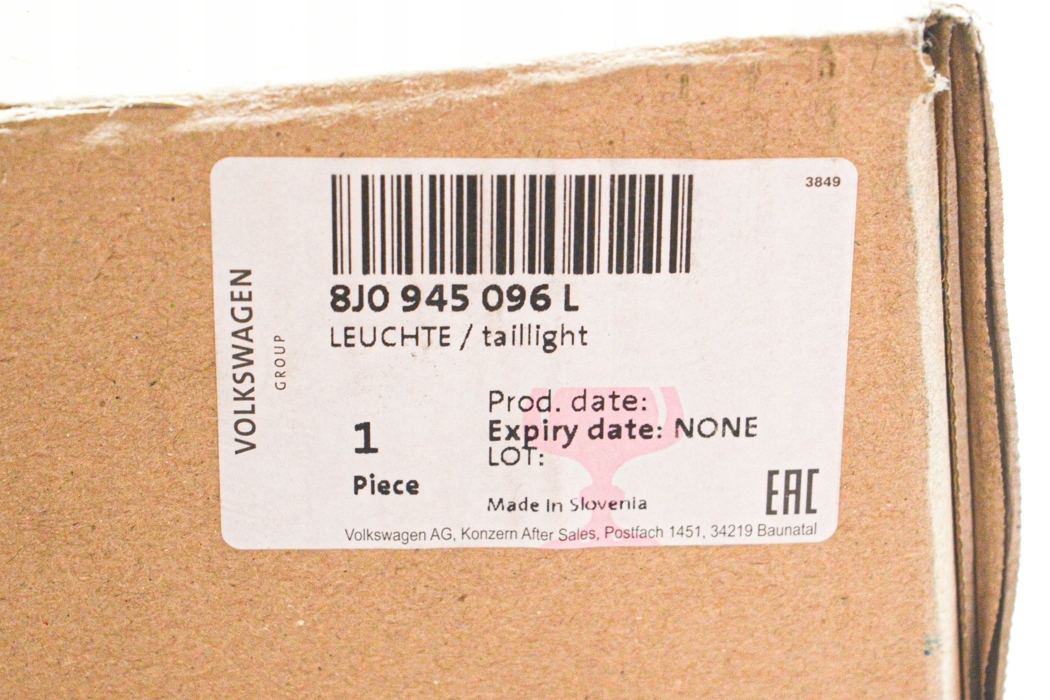 3849
8J0 945 096 L
LEUCHTE / taillight
VOLKSWAGEN
GROUP
1
Piece
Prod. date:
Expiry date: NONE
LOT:
Made In Slovenia
EAC
Volkswagen AG, Konzern After Sales, Postfach 1451, 34219 Baunatal